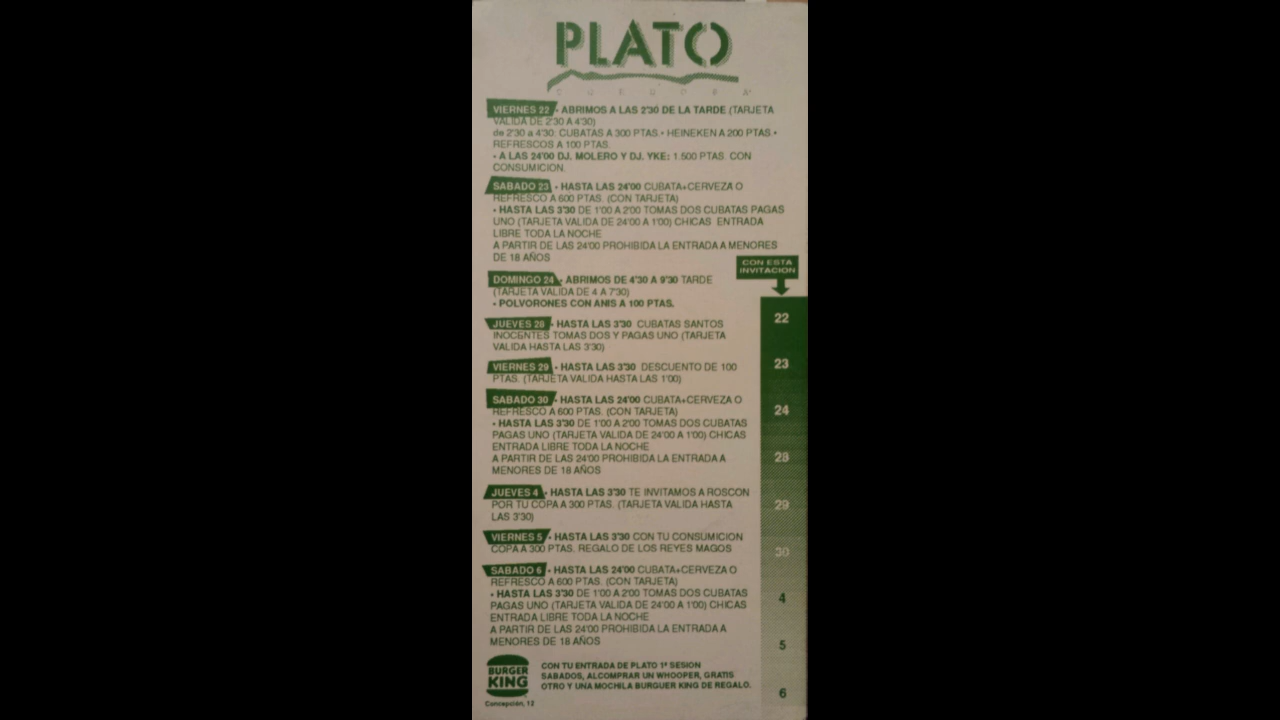 PLATO
CORDOBA
VIERNES 22 • ABRIMOS A LAS 2'30 DE LA TARDE (TARJETA
VALIDA DE 2'30 A 4'30)
de 2'30 a 4'30: CUBATAS A 300 PTAS.• HEINEKEN A 200 PTAS.•
REFRESCOS A 100 PTAS.
• A LAS 24'00 DJ. MOLERO Y DJ. YKE: 1.500 PTAS. CON
CONSUMICION.
SABADO 23 • HASTA LAS 24'00 CUBATA+CERVEZA O
REFRESCO A 600 PTAS. (CON TARJETA)
• HASTA LAS 3'30 DE 1'00 A 2'00 TOMAS DOS CUBATAS PAGAS
UNO (TARJETA VALIDA DE 24'00 A 1'00) CHICAS ENTRADA
LIBRE TODA LA NOCHE
A PARTIR DE LAS 24'00 PROHIBIDA LA ENTRADA A MENORES
DE 18 AÑOS
DOMINGO 24 • ABRIMOS DE 4'30 A 9'30 TARDE
(TARJETA VALIDA DE 4 A 7'30)
• POLVORONES CON ANIS A 100 PTAS.
JUEVES 28 • HASTA LAS 3'30 CUBATAS SANTOS
INOCENTES TOMAS DOS Y PAGAS UNO (TARJETA
VALIDA HASTA LAS 3'30)
VIERNES 29 • HASTA LAS 3'30 DESCUENTO DE 100
PTAS. (TARJETA VALIDA HASTA LAS 1'00)
SABADO 30 • HASTA LAS 24'00 CUBATA+CERVEZA O
REFRESCO A 600 PTAS. (CON TARJETA)
• HASTA LAS 3'30 DE 1'00 A 2'00 TOMAS DOS CUBATAS
PAGAS UNO (TARJETA VALIDA DE 24'00 A 1'00) CHICAS
ENTRADA LIBRE TODA LA NOCHE
A PARTIR DE LAS 24'00 PROHIBIDA LA ENTRADA A
MENORES DE 18 AÑOS
JUEVES 4 • HASTA LAS 3'30 TE INVITAMOS A ROSCON
POR TU COPA A 300 PTAS. (TARJETA VALIDA HASTA
LAS 3'30)
VIERNES 5 • HASTA LAS 3'30 CON TU CONSUMICION
COPA A 300 PTAS. REGALO DE LOS REYES MAGOS
SABADO 6 • HASTA LAS 24'00 CUBATA+CERVEZA O
REFRESCO A 600 PTAS. (CON TARJETA)
• HASTA LAS 3'30 DE 1'00 A 2'00 TOMAS DOS CUBATAS
PAGAS UNO (TARJETA VALIDA DE 24'00 A 1'00) CHICAS
ENTRADA LIBRE TODA LA NOCHE
A PARTIR DE LAS 24'00 PROHIBIDA LA ENTRADA A
MENORES DE 18 AÑOS
CON ESTA
INVITACION
22
23
24
28
29
30
4
5
6
BURGER
KING
Concepción, 12
CON TU ENTRADA DE PLATO 1ª SESION
SABADOS, ALCOMPRAR UN WHOOPER, GRATIS
OTRO Y UNA MOCHILA BURGUER KING DE REGALO.